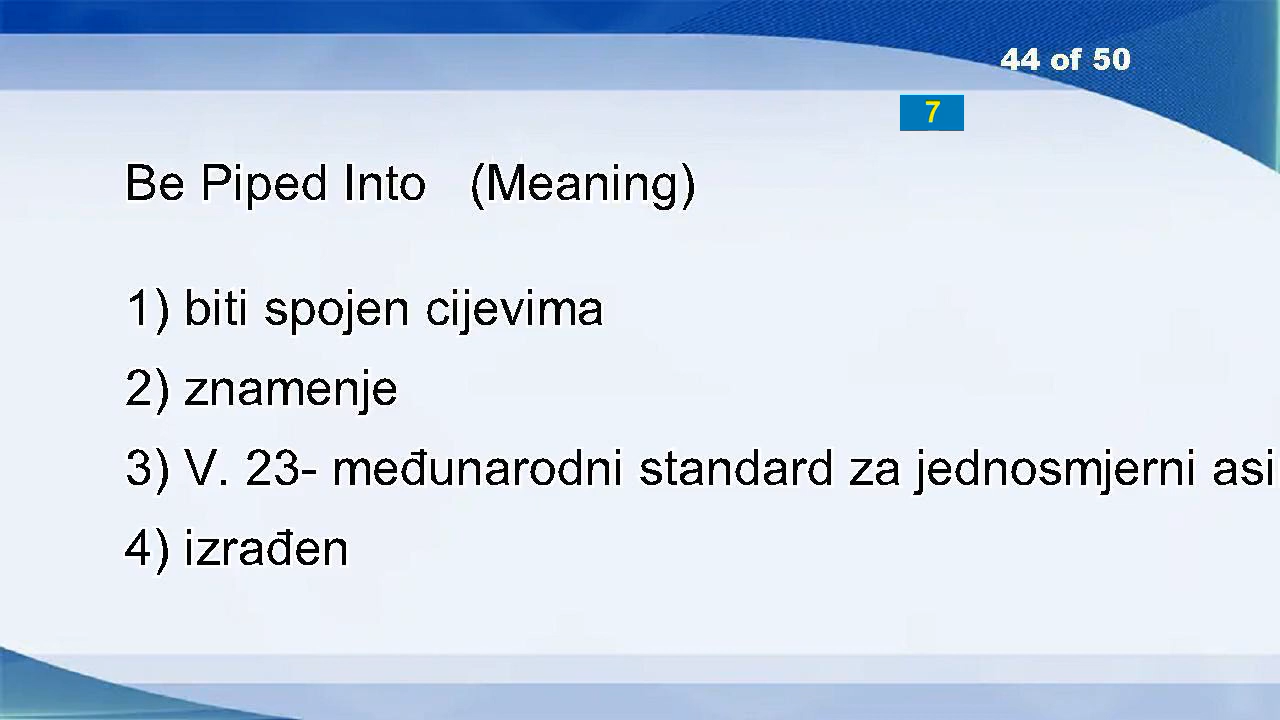 44 of 50
7
Be Piped Into (Meaning)
1) biti spojen cijevima
2) znamenje
3) V. 23- međunarodni standard za jednosmjerni asi
4) izrađen